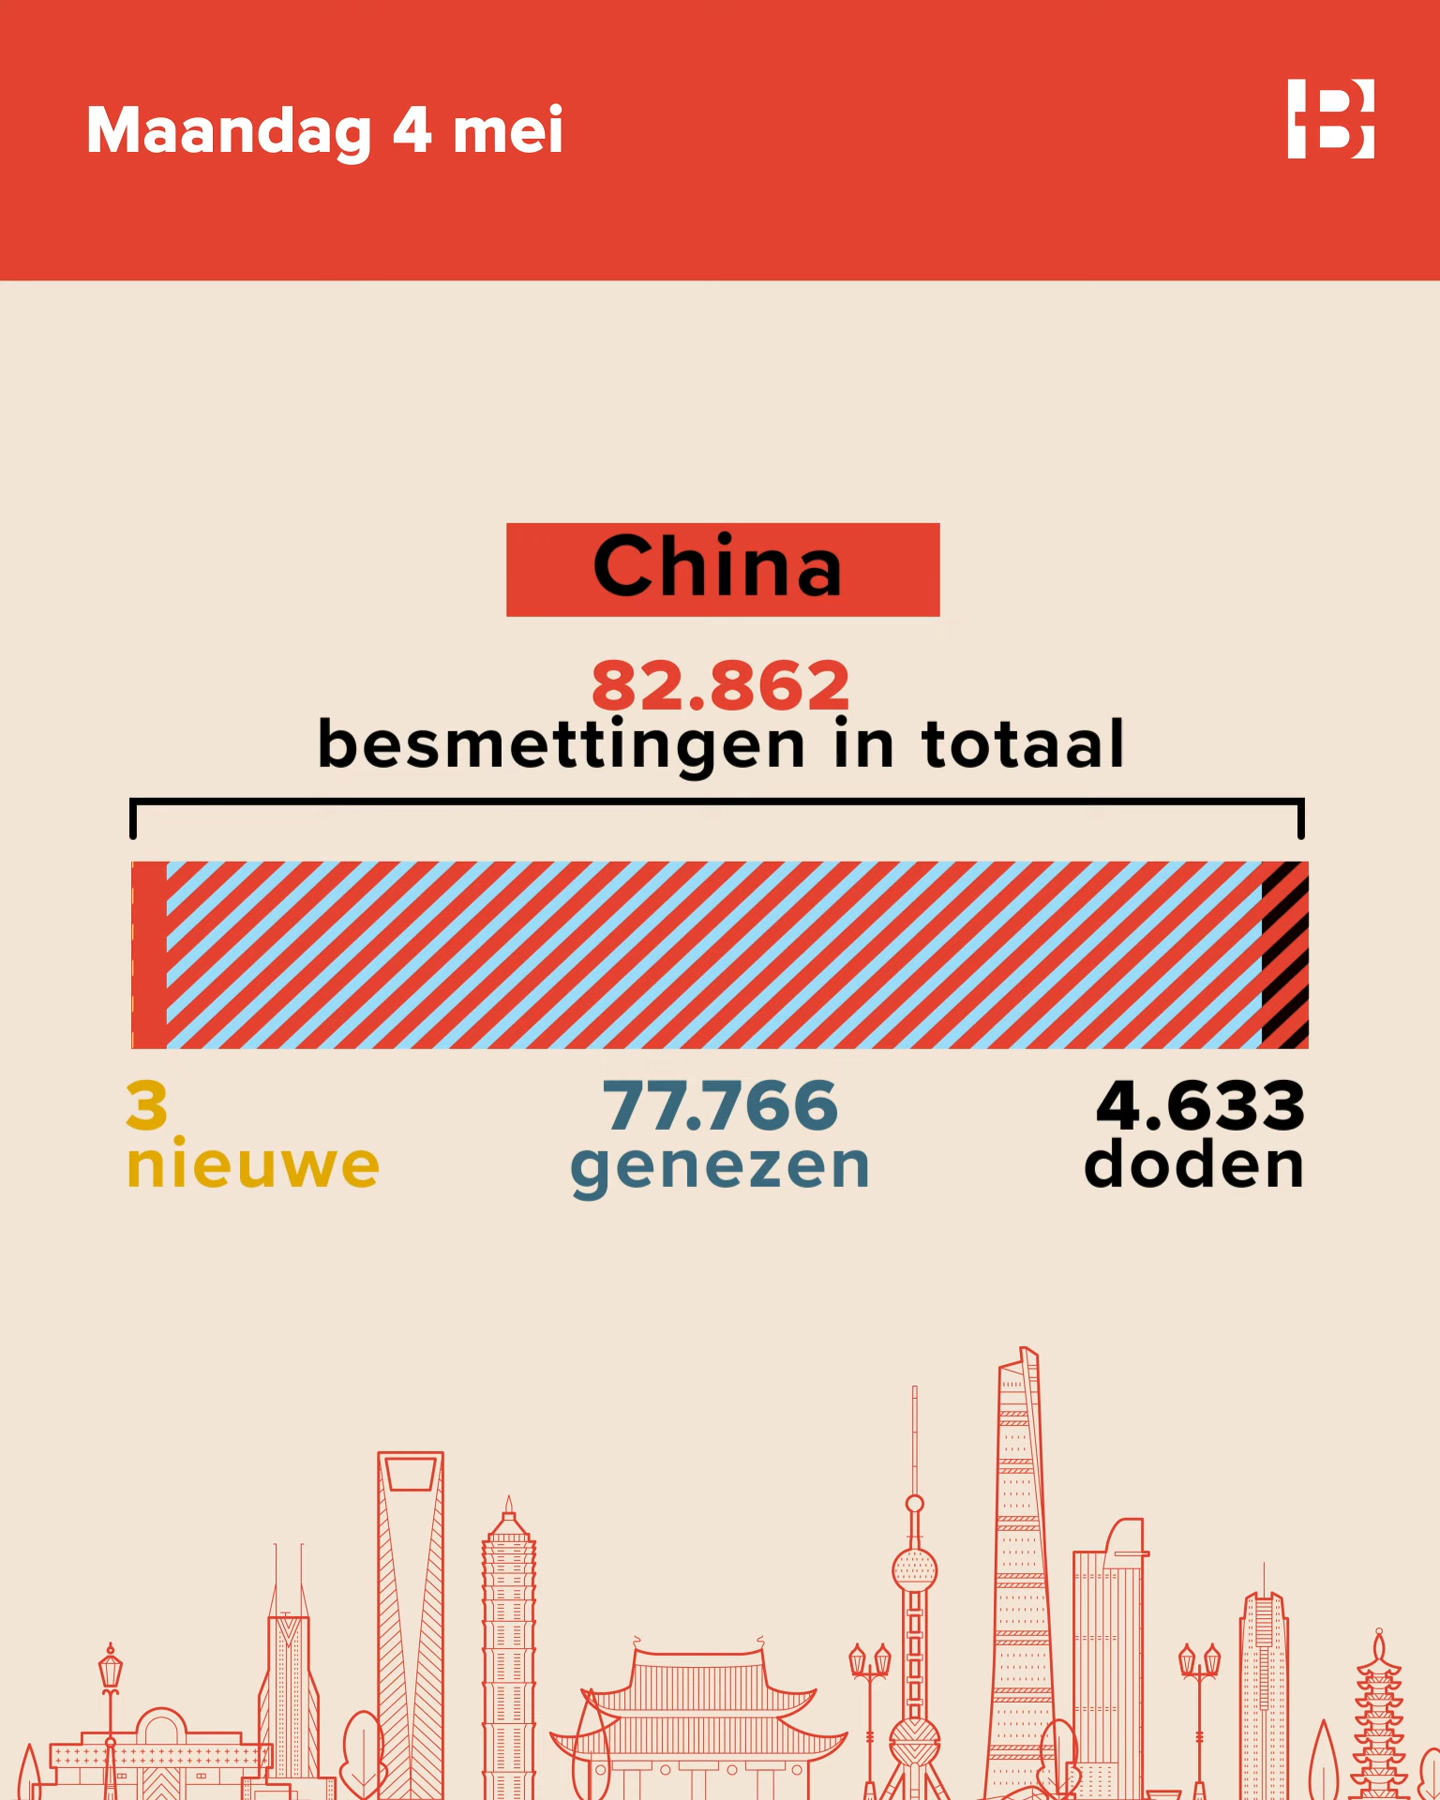 Maandag 4 mei
B
China
82.862
besmettingen in totaal
3
nieuwe
77.766
genezen
4.633
doden